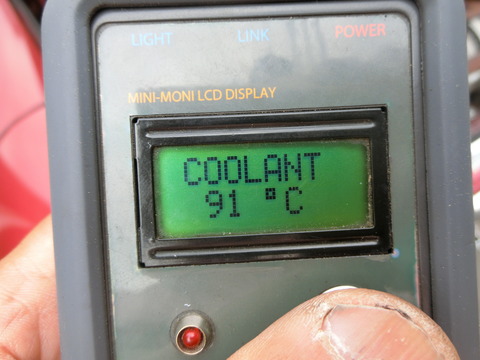 LIGHT LINK POWER
MINI-MONI LCD DISPLAY
COOLANT
91 °C